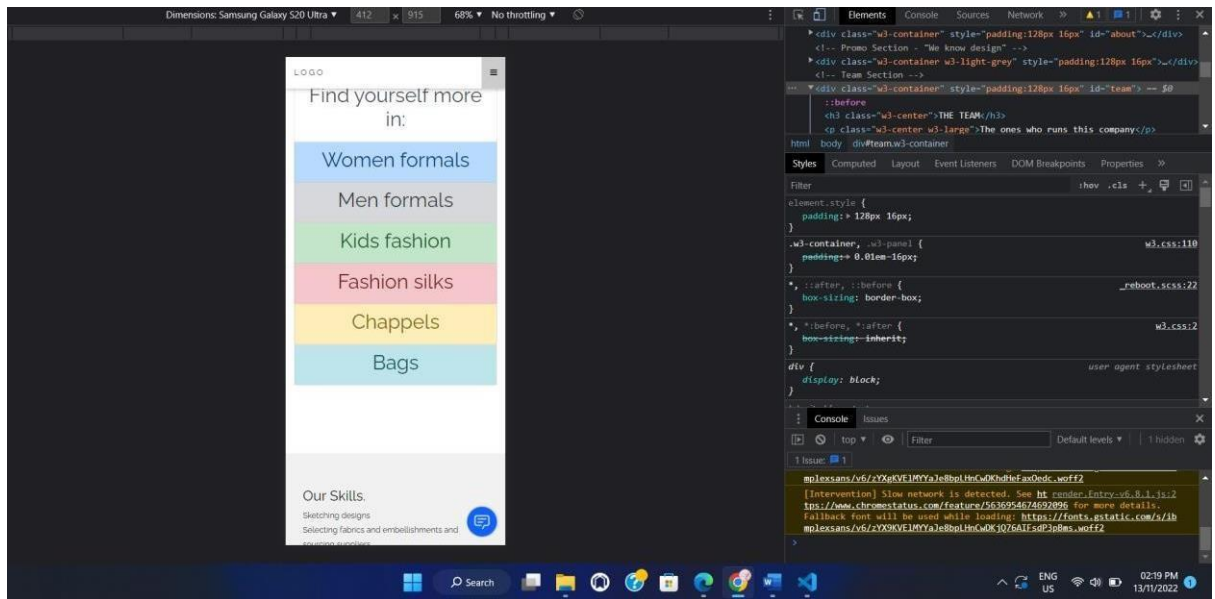 Dimensions: Samsung Galaxy S20 Ultra ▼ 412 × 915 68% ▼ No throttling ▼
Elements Console Sources Network » 1 1
LOGO
Find yourself more
in:
Women formals
Men formals
Kids fashion
Fashion silks
Chappels
Bags
Our Skills.
Sketching designs
Selecting fabrics and embellishments and
sourcing suppliers
<div class="w3-container" style="padding:128px 16px" id="about">…</div>
<!-- Promo Section - "We know design" -->
<div class="w3-container w3-light-grey" style="padding:128px 16px">…</div>
<!-- Team Section -->
<div class="w3-container" style="padding:128px 16px" id="team"> == $0
::before
<h3 class="w3-center">THE TEAM</h3>
<p class="w3-center w3-large">The ones who runs this company</p>
html body div#team.w3-container
Styles Computed Layout Event Listeners DOM Breakpoints Properties »
Filter :hov .cls +
element.style {
padding: 128px 16px;
}
.w3-container, .w3-panel { w3.css:110
padding: 0.01em 16px;
}
*, ::after, ::before { _reboot.scss:22
box-sizing: border-box;
}
*, *:before, *:after { w3.css:2
box-sizing: inherit;
}
div { user agent stylesheet
display: block;
}
Console Issues
top ▼ Filter Default levels ▼ 1 hidden
1 Issue: 1
[Intervention] Slow network is detected. See ht render.Entry-v6.8.1.js:2
tps://www.chromestatus.com/feature/5636954674692096 for more details.
Fallback font will be used while loading: https://fonts.gstatic.com/s/ib
Search
ENG
US
02:19 PM
13/11/2022
1